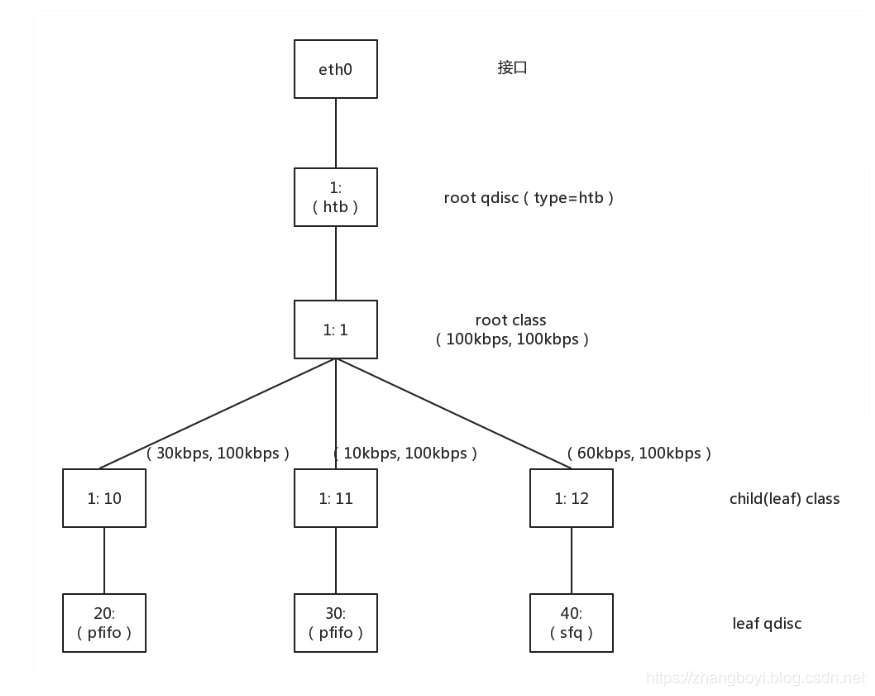 eth0
接口
1:
( htb )
root qdisc ( type=htb )
1: 1
root class
( 100kbps, 100kbps )
( 30kbps, 100kbps )
( 10kbps, 100kbps )
( 60kbps, 100kbps )
1: 10
1: 11
1: 12
child(leaf) class
20:
( pfifo )
30:
( pfifo )
40:
( sfq )
leaf qdisc
https://zhangboyi.blog.csdn.net